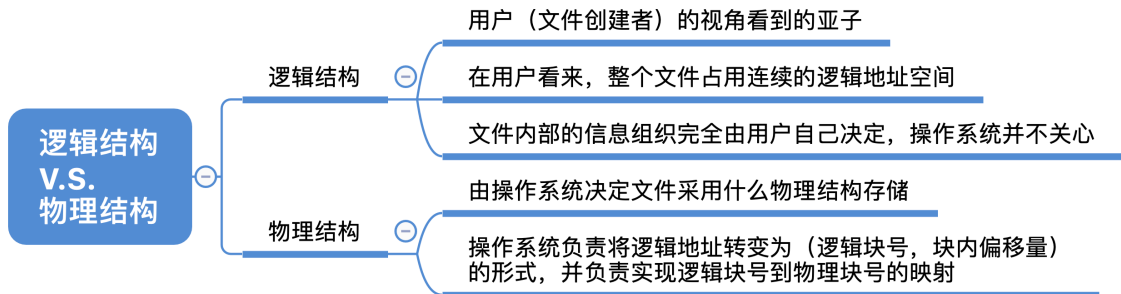 逻辑结构
V.S.
物理结构
逻辑结构
用户（文件创建者）的视角看到的亚子
在用户看来，整个文件占用连续的逻辑地址空间
文件内部的信息组织完全由用户自己决定，操作系统并不关心
物理结构
由操作系统决定文件采用什么物理结构存储
操作系统负责将逻辑地址转变为（逻辑块号，块内偏移量）
的形式，并负责实现逻辑块号到物理块号的映射